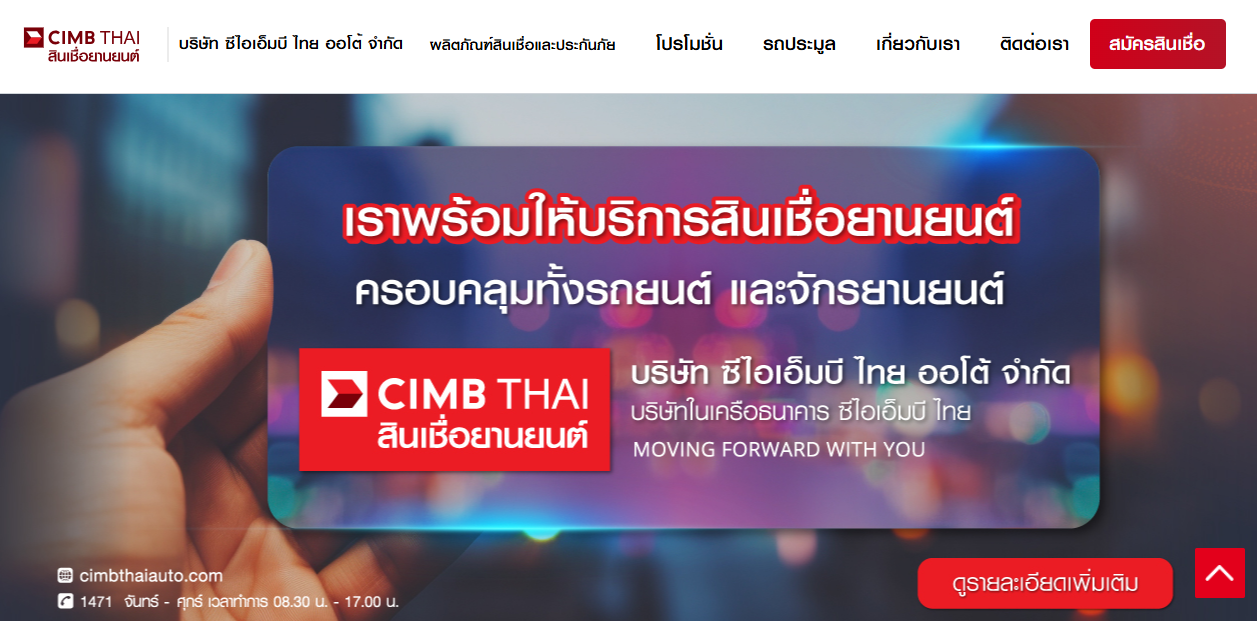 CIMB THAI
สินเชื่อยานยนต์
บริษัท ซีไอเอ็มบี ไทย ออโต้ จำกัด
ผลิตภัณฑ์สินเชื่อและประกันภัย
โปรโมชั่น
รถประมูล
เกี่ยวกับเรา
ติดต่อเรา
สมัครสินเชื่อ
เราพร้อมให้บริการสินเชื่อยานยนต์
ครอบคลุมทั้งรถยนต์ และจักรยานยนต์
CIMB THAI
สินเชื่อยานยนต์
บริษัท ซีไอเอ็มบี ไทย ออโต้ จำกัด
บริษัทในเครือธนาคาร ซีไอเอ็มบี ไทย
MOVING FORWARD WITH YOU
cimbthaiauto.com
1471 จันทร์ - ศุกร์ เวลาทำการ 08.30 น. - 17.00 น.
ดูรายละเอียดเพิ่มเติม